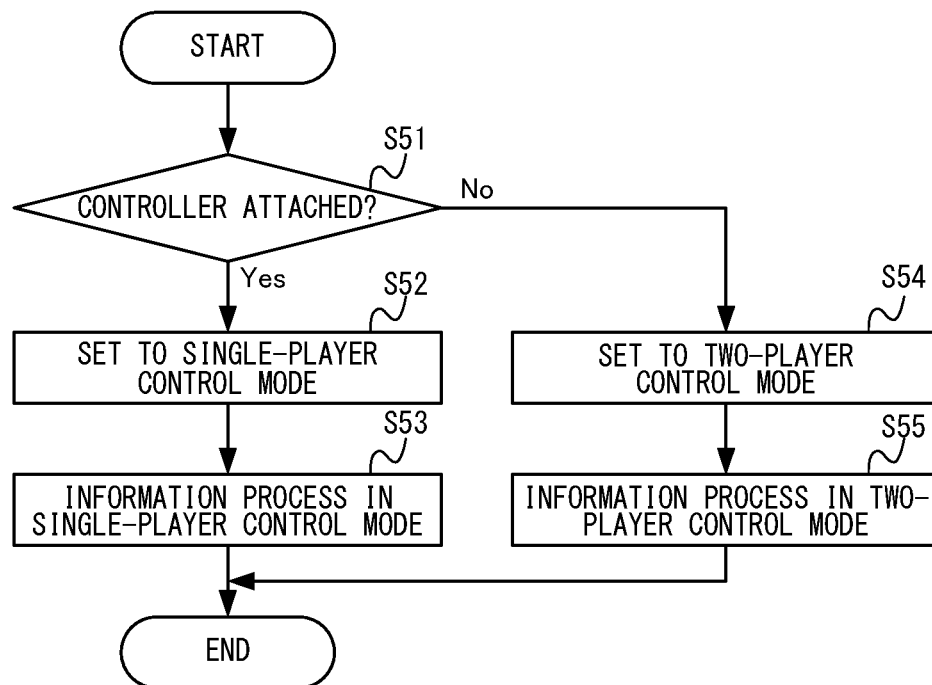 START
S51
CONTROLLER ATTACHED?
No
Yes
S52
SET TO SINGLE-PLAYER
CONTROL MODE
S54
SET TO TWO-PLAYER
CONTROL MODE
S53
INFORMATION PROCESS IN
SINGLE-PLAYER CONTROL MODE
S55
INFORMATION PROCESS IN TWO-
PLAYER CONTROL MODE
END